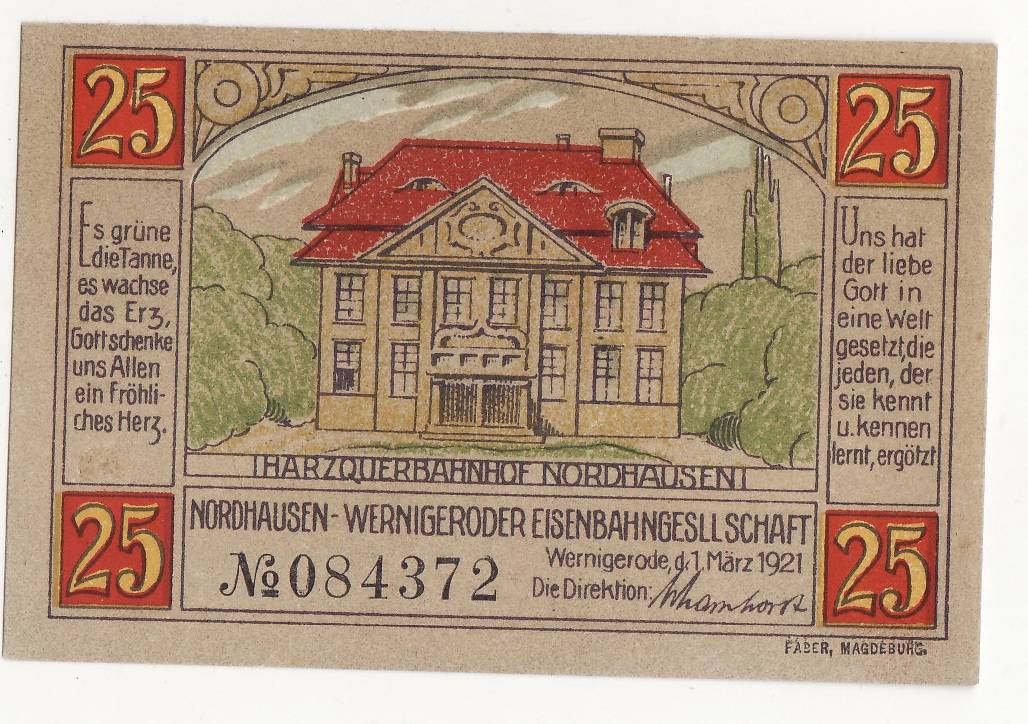 25
25
Es grüne
die Tanne,
es wachse
das Erz,
Gott schenke
uns Allen
ein Fröhli-
ches Herz.
Uns hat
der liebe
Gott in
eine Welt
gesetzt, die
jeden, der
sie kennt
u. kennen
lernt, ergötzt
HARZQUERBAHNHOF NORDHAUSEN
25
NORDHAUSEN-WERNIGERODER EISENBAHNGESLLSCHAFT
Wernigerode, d. 1. März 1921
№ 084372
Die Direktion:
25
FABER, MAGDEBURG.